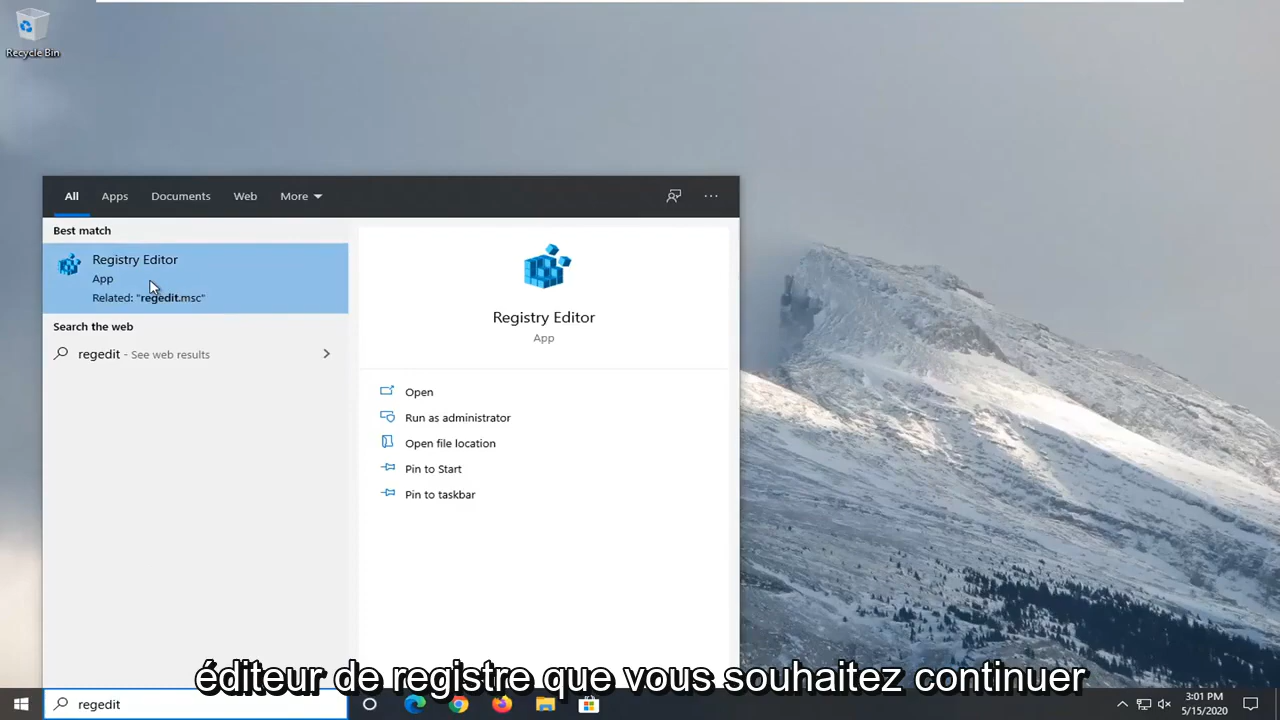 Recycle Bin
All Apps Documents Web More ...
Best match
Registry Editor
App
Related: "regedit.msc"
Search the web
regedit - See web results
Registry Editor
App
Open
Run as administrator
Open file location
Pin to Start
Pin to taskbar
éditeur de registre que vous souhaitez continuer
regedit
3:01 PM
5/15/2020